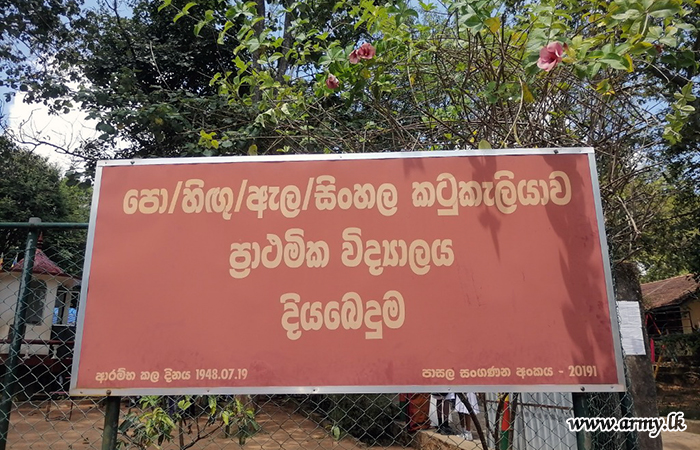 පො/හිඟු/ඇල/සිංහල කටුකැලියාව
ප්‍රාථමික විද්‍යාලය
දියබෙදුම
ආරම්භ කල දිනය 1948.07.19
පාසල සංගණන අංකය - 20191
www.army.lk